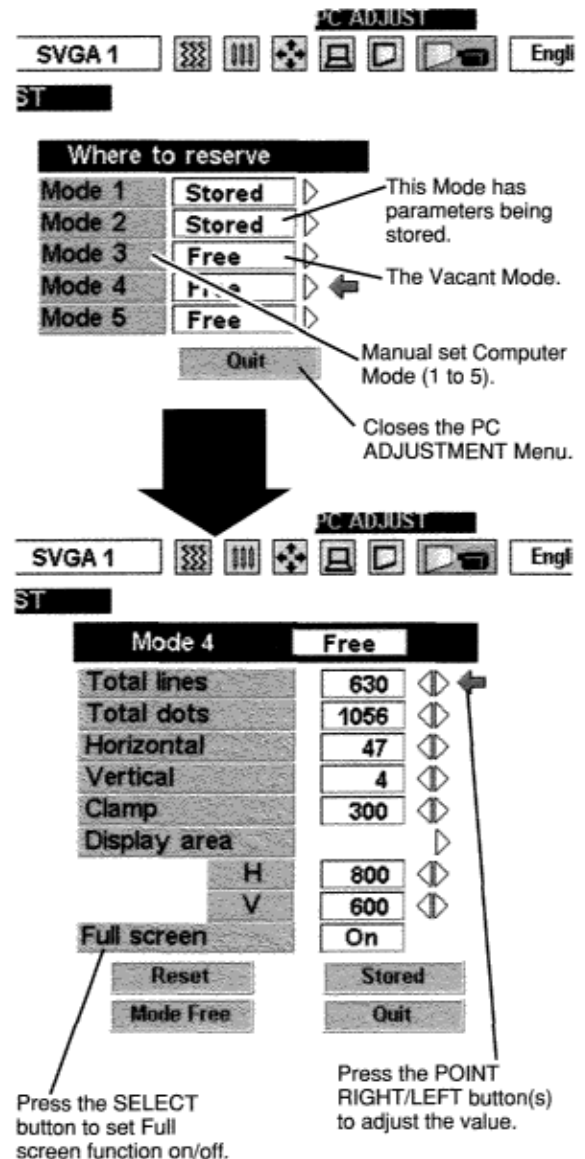 PC ADJUST
SVGA 1
Engli
ST
Where to reserve
Mode 1 Stored
Mode 2 Stored
Mode 3 Free
Mode 4 Free
Mode 5 Free
Quit
This Mode has
parameters being
stored.
The Vacant Mode.
Manual set Computer
Mode (1 to 5).
Closes the PC
ADJUSTMENT Menu.
PC ADJUST
SVGA 1
Engli
ST
Mode 4 Free
Total lines 630
Total dots 1056
Horizontal 47
Vertical 4
Clamp 300
Display area
H 800
V 600
Full screen On
Reset Stored
Mode Free Quit
Press the SELECT
button to set Full
screen function on/off.
Press the POINT
RIGHT/LEFT button(s)
to adjust the value.